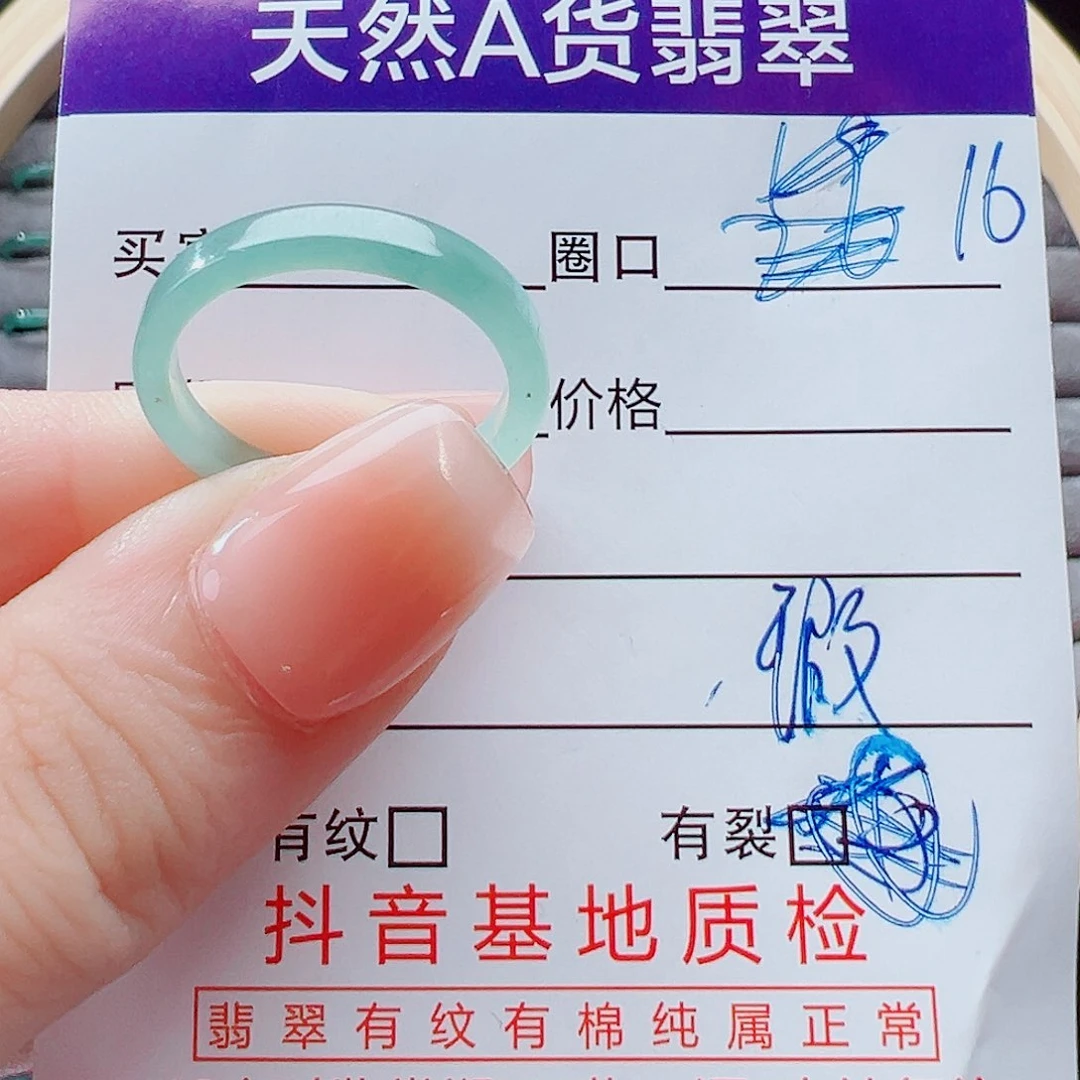 天然A货翡翠
买 圈口 16
价格
瑕
有纹 有裂
抖音基地质检
翡翠有纹有棉纯属正常